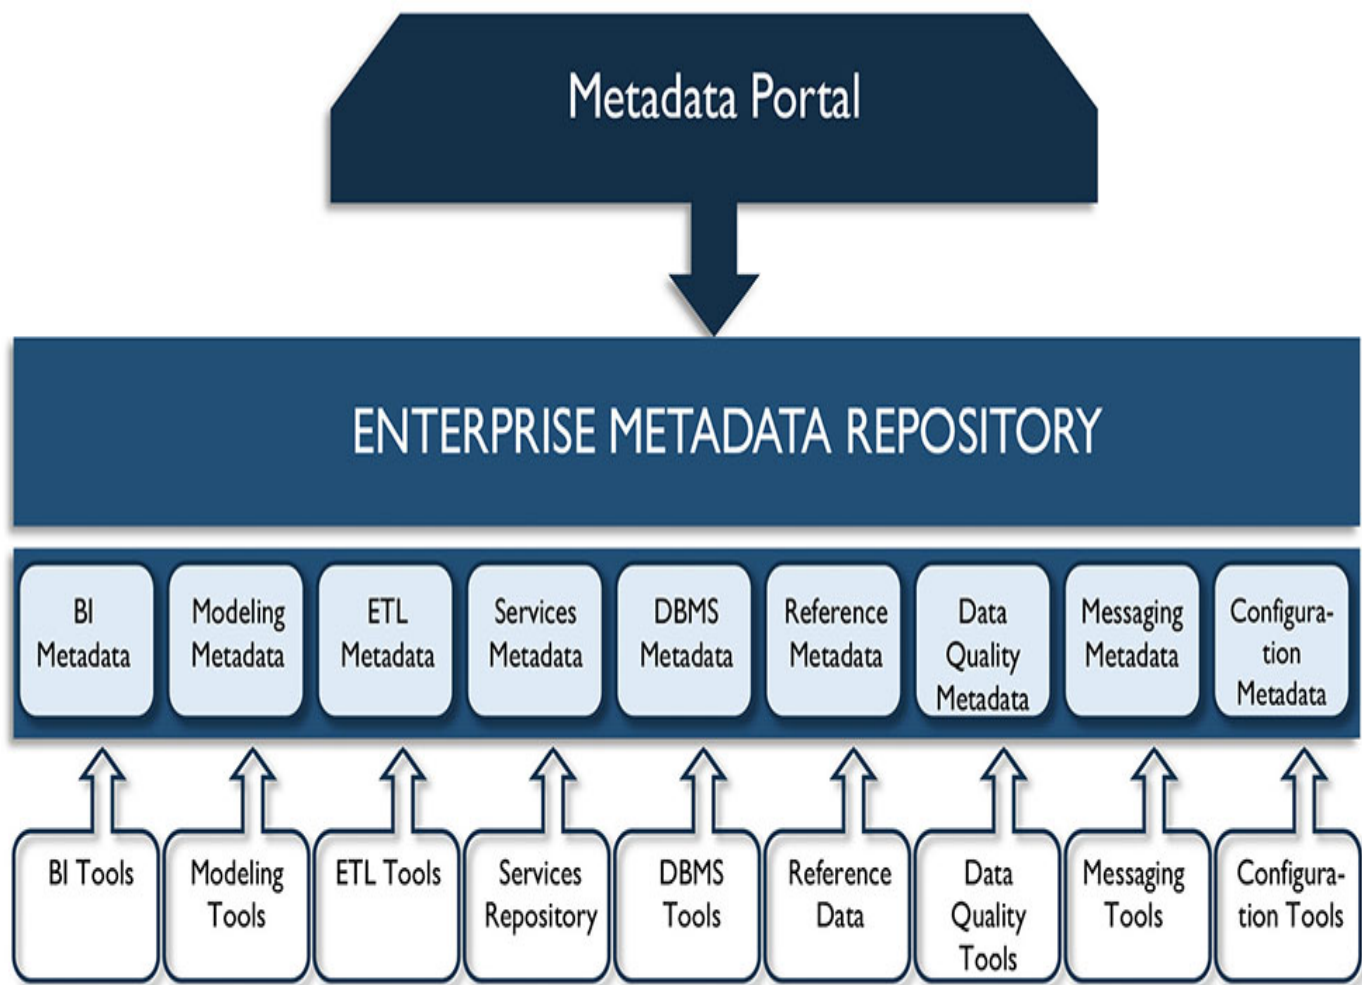 Metadata Portal
ENTERPRISE METADATA REPOSITORY
BI
Metadata
Modeling
Metadata
ETL
Metadata
Services
Metadata
DBMS
Metadata
Reference
Metadata
Data
Quality
Metadata
Messaging
Metadata
Configura-
tion
Metadata
BI Tools
Modeling
Tools
ETL Tools
Services
Repository
DBMS
Tools
Reference
Data
Data
Quality
Tools
Messaging
Tools
Configura-
tion Tools